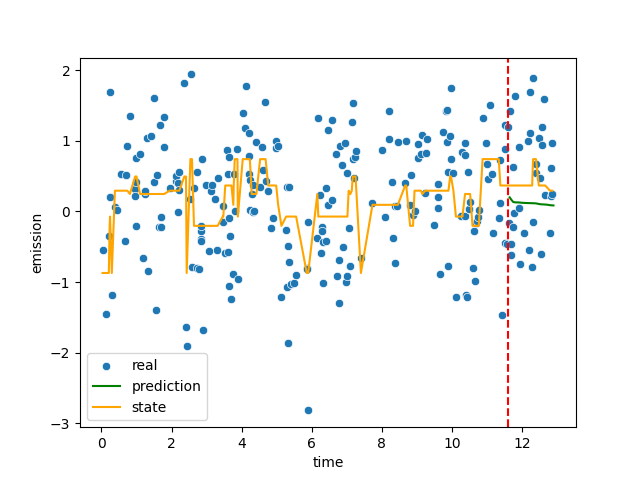 2
1
0
−1
−2
−3
emission
real
prediction
state
0 2 4 6 8 10 12
time